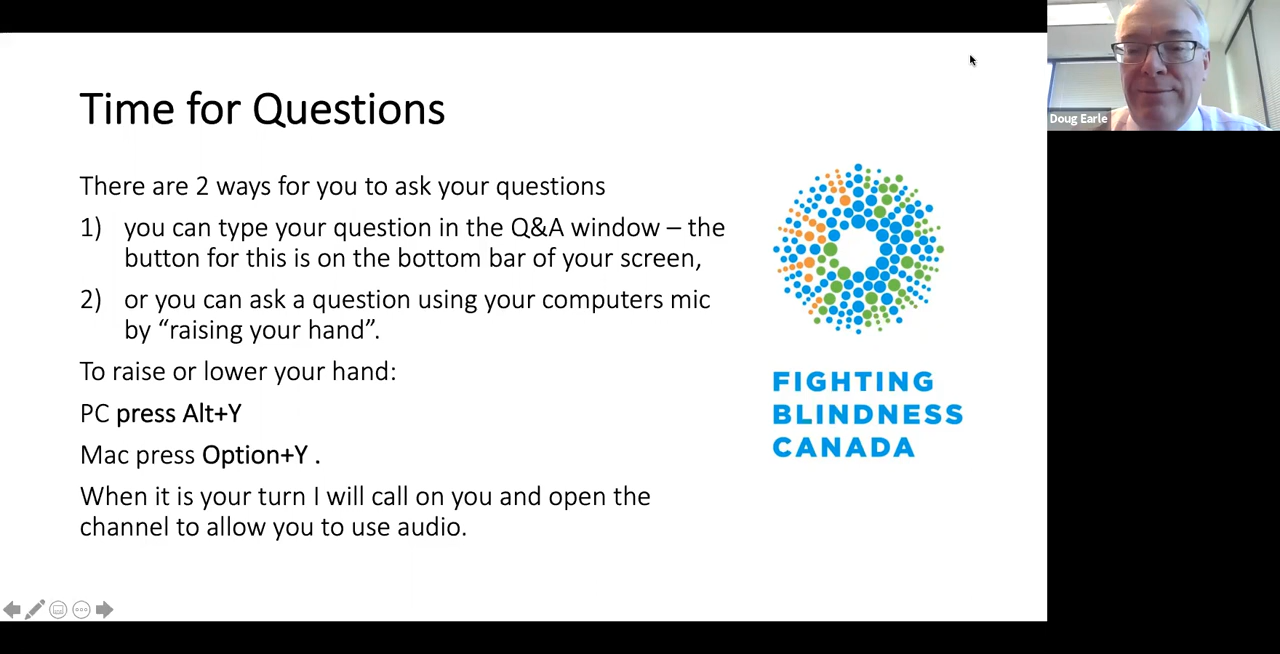 Time for Questions
There are 2 ways for you to ask your questions
1) you can type your question in the Q&A window – the
button for this is on the bottom bar of your screen,
2) or you can ask a question using your computers mic
by “raising your hand”.
To raise or lower your hand:
PC press Alt+Y
Mac press Option+Y .
When it is your turn I will call on you and open the
channel to allow you to use audio.
FIGHTING
BLINDNESS
CANADA
Doug Earle